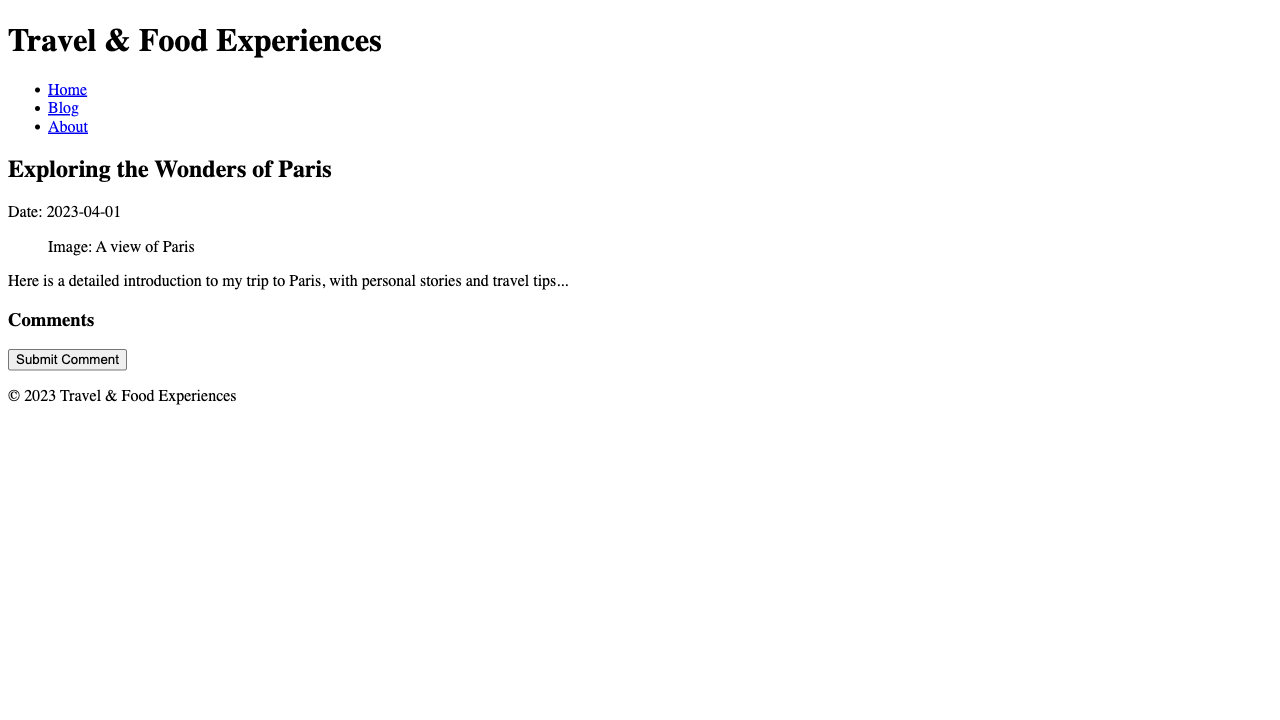 Travel & Food Experiences
Home
Blog
About
Exploring the Wonders of Paris
Date: 2023-04-01
Image: A view of Paris
Here is a detailed introduction to my trip to Paris, with personal stories and travel tips...
Comments
Submit Comment
© 2023 Travel & Food Experiences